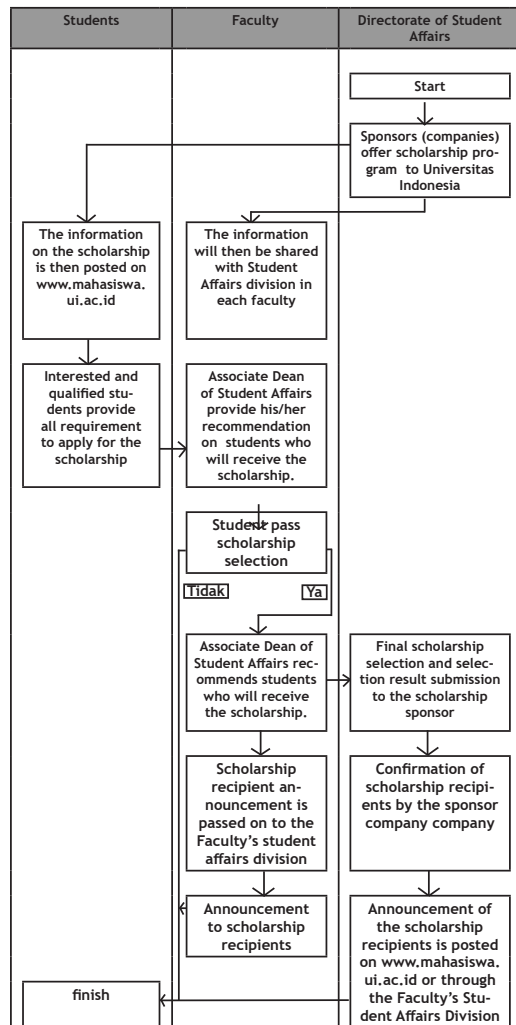 Students
Faculty
Directorate of Student
Affairs
Start
Sponsors (companies)
offer scholarship pro-
gram to Universitas
Indonesia
The information
on the scholarship
is then posted on
www.mahasiswa.
ui.ac.id
The information
will then be shared
with Student
Affairs division in
each faculty
Interested and
qualified stu-
dents provide
all requirement
to apply for the
scholarship
Associate Dean
of Student Affairs
provide his/her
recommendation
on students who
will receive the
scholarship.
Student pass
scholarship
selection
Tidak
Ya
Associate Dean of
Student Affairs rec-
ommends students
who will receive
the scholarship.
Final scholarship
selection and selec-
tion result submission
to the scholarship
sponsor
Scholarship
recipient an-
nouncement is
passed on to the
Faculty's student
affairs division
Confirmation of
scholarship recipi-
ents by the sponsor
company company
Announcement
to scholarship
recipients
Announcement of
the scholarship
recipients is posted
on www.mahasiswa.
ui.ac.id or through
the Faculty's Stu-
dent Affairs Division
finish